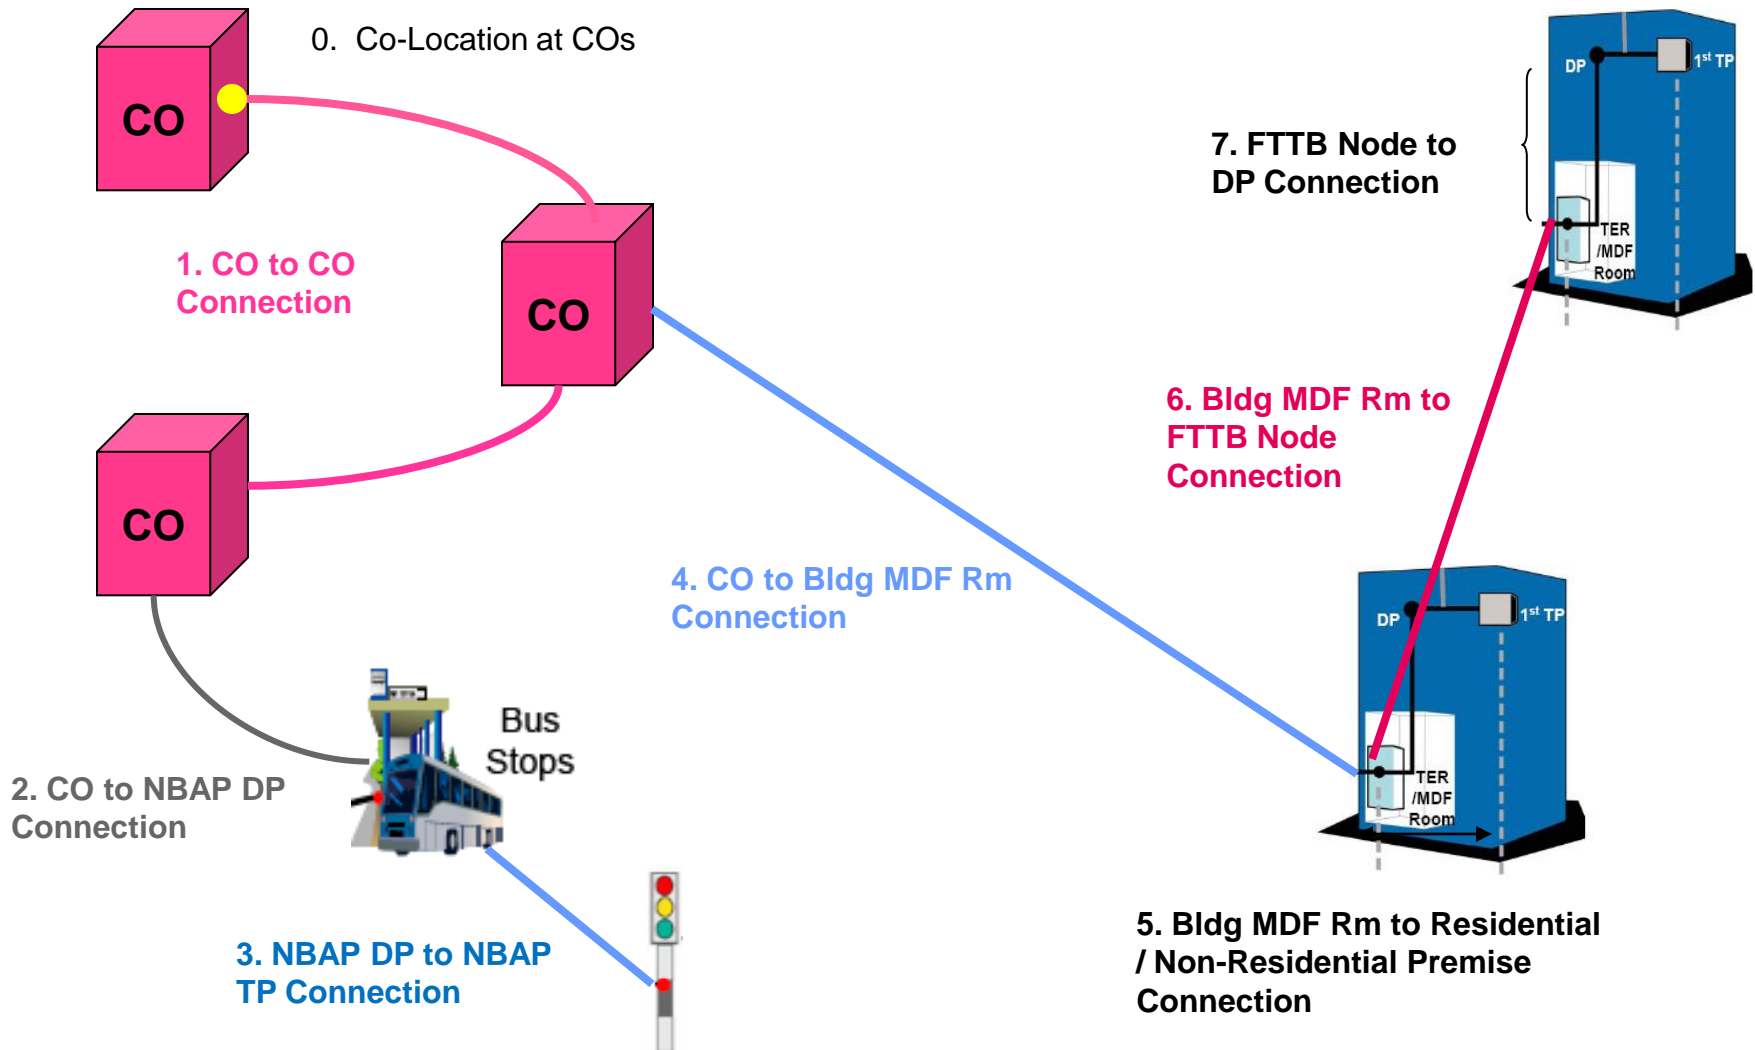 0. Co-Location at COs
CO
1. CO to CO
Connection
CO
CO
2. CO to NBAP DP
Connection
Bus
Stops
3. NBAP DP to NBAP
TP Connection
4. CO to Bldg MDF Rm
Connection
7. FTTB Node to
DP Connection
DP
1st TP
TER
/MDF
Room
6. Bldg MDF Rm to
FTTB Node
Connection
DP
1st TP
TER
/MDF
Room
5. Bldg MDF Rm to Residential
/ Non-Residential Premise
Connection